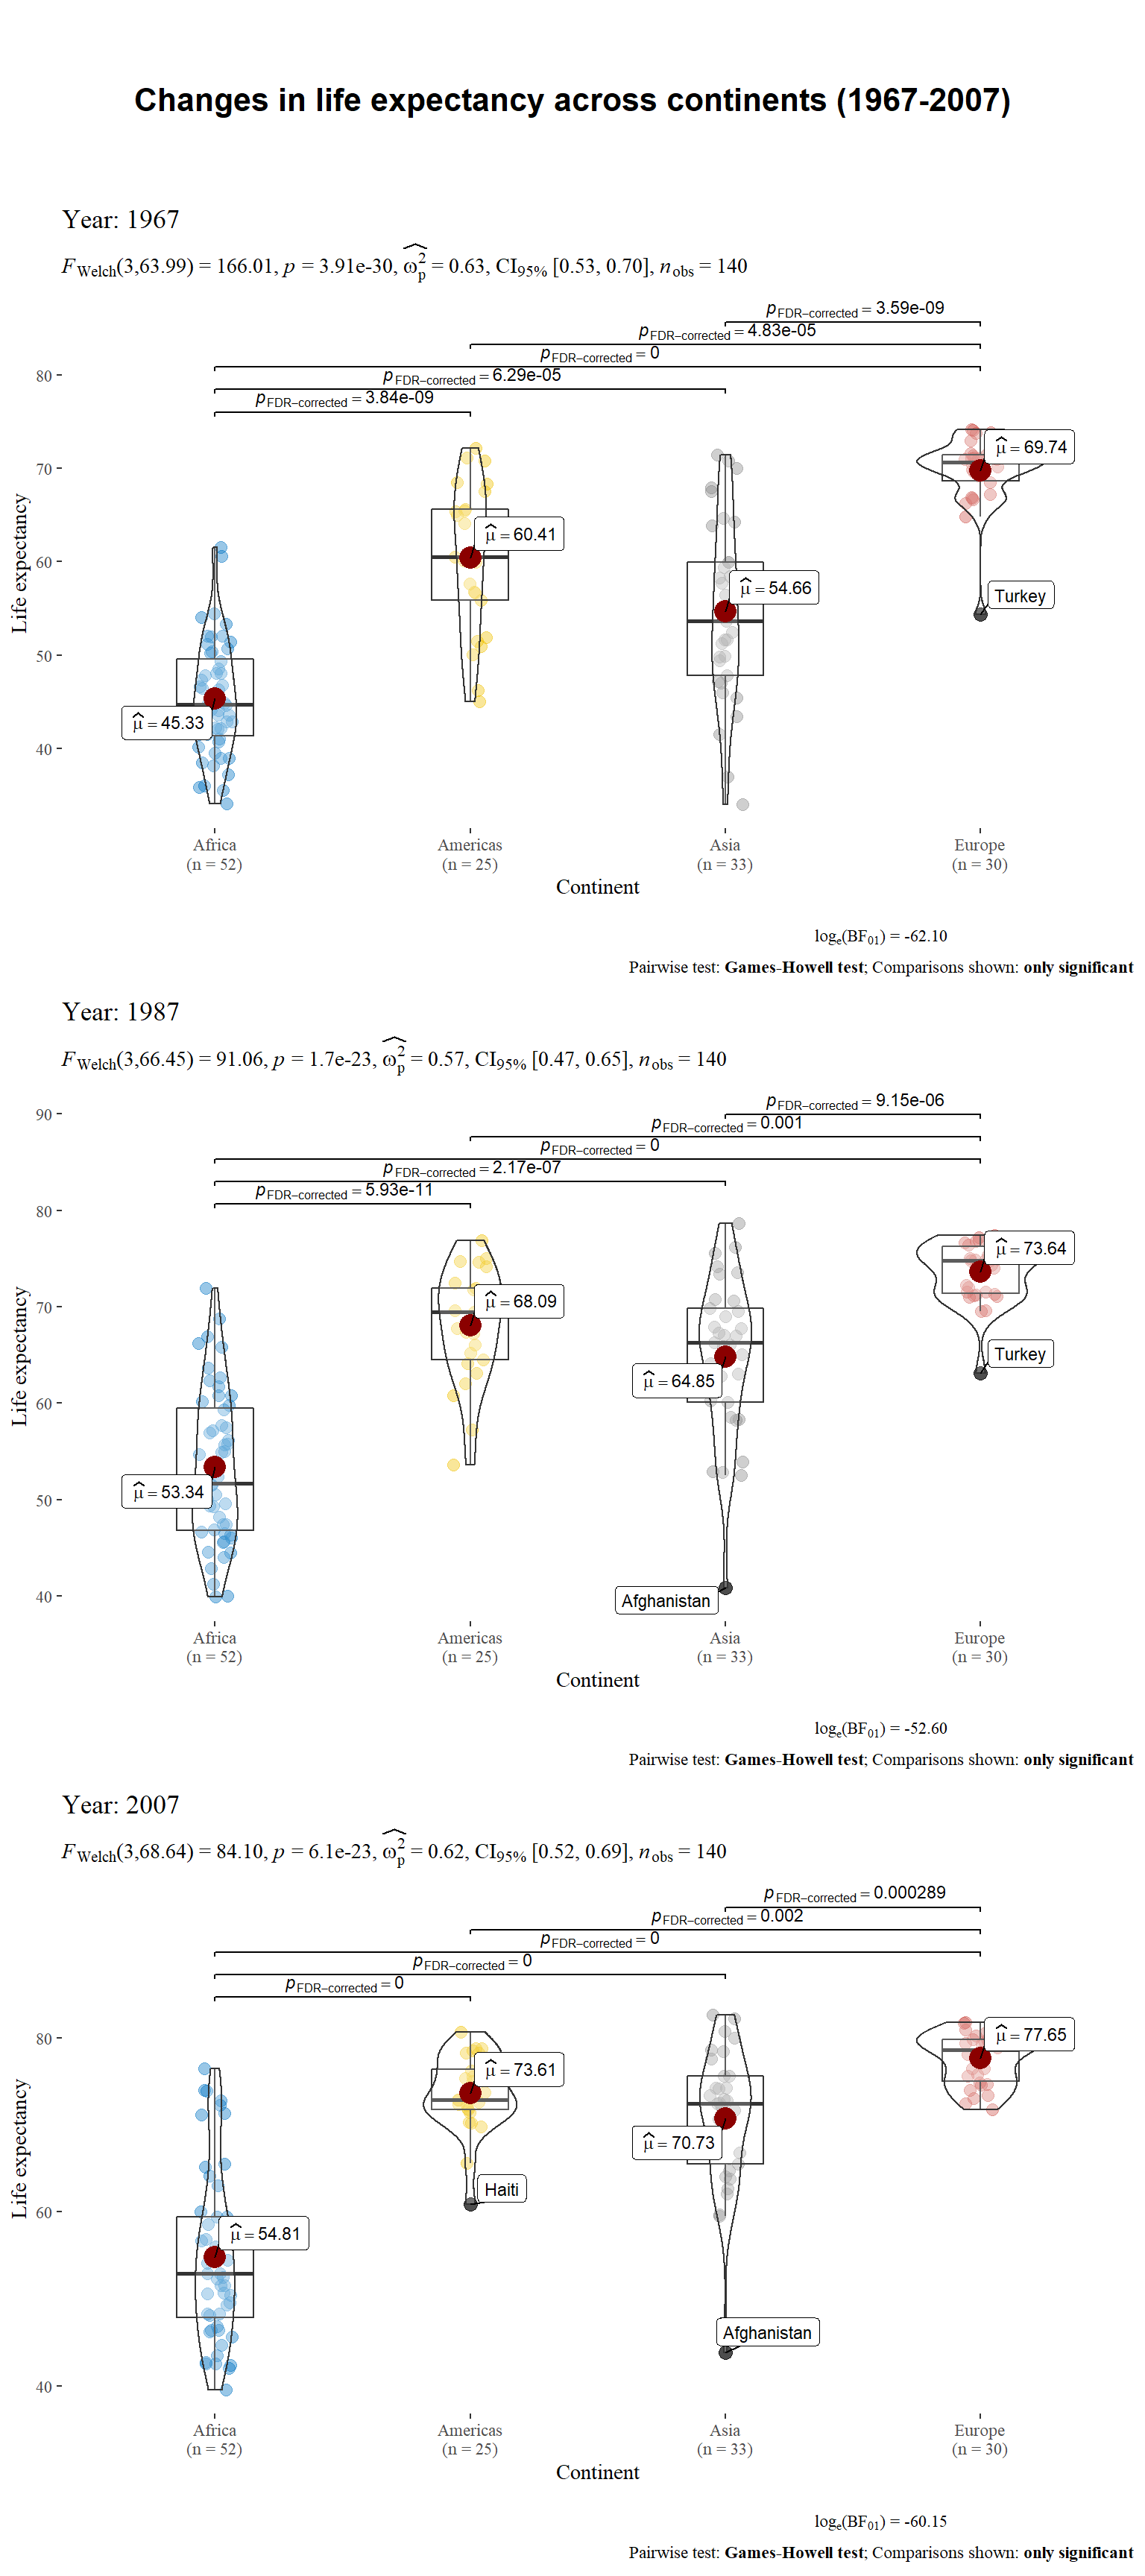 Changes in life expectancy across continents (1967-2007)
Year: 1967
F Welch(3,63.99) = 166.01, p = 3.91e-30, ω̂²p = 0.63, CI95% [0.53, 0.70], nobs = 140
pFDR–corrected = 3.59e-09
pFDR–corrected = 4.83e-05
pFDR–corrected = 0
pFDR–corrected = 6.29e-05
pFDR–corrected = 3.84e-09
80
70
60
50
40
Life expectancy
μ̂ = 69.74
μ̂ = 60.41
μ̂ = 54.66
Turkey
μ̂ = 45.33
Africa Americas Asia Europe
(n = 52) (n = 25) (n = 33) (n = 30)
Continent
loge(BF01) = -62.10
Pairwise test: Games-Howell test; Comparisons shown: only significant
Year: 1987
F Welch(3,66.45) = 91.06, p = 1.7e-23, ω̂²p = 0.57, CI95% [0.47, 0.65], nobs = 140
pFDR–corrected = 9.15e-06
pFDR–corrected = 0.001
pFDR–corrected = 0
pFDR–corrected = 2.17e-07
pFDR–corrected = 5.93e-11
90
80
70
60
50
40
Life expectancy
μ̂ = 73.64
μ̂ = 68.09
Turkey
μ̂ = 64.85
μ̂ = 53.34
Afghanistan
Africa Americas Asia Europe
(n = 52) (n = 25) (n = 33) (n = 30)
Continent
loge(BF01) = -52.60
Pairwise test: Games-Howell test; Comparisons shown: only significant
Year: 2007
F Welch(3,68.64) = 84.10, p = 6.1e-23, ω̂²p = 0.62, CI95% [0.52, 0.69], nobs = 140
pFDR–corrected = 0.000289
pFDR–corrected = 0.002
pFDR–corrected = 0
pFDR–corrected = 0
pFDR–corrected = 0
80
60
40
Life expectancy
μ̂ = 77.65
μ̂ = 73.61
μ̂ = 70.73
Haiti
μ̂ = 54.81
Afghanistan
Africa Americas Asia Europe
(n = 52) (n = 25) (n = 33) (n = 30)
Continent
loge(BF01) = -60.15
Pairwise test: Games-Howell test; Comparisons shown: only significant